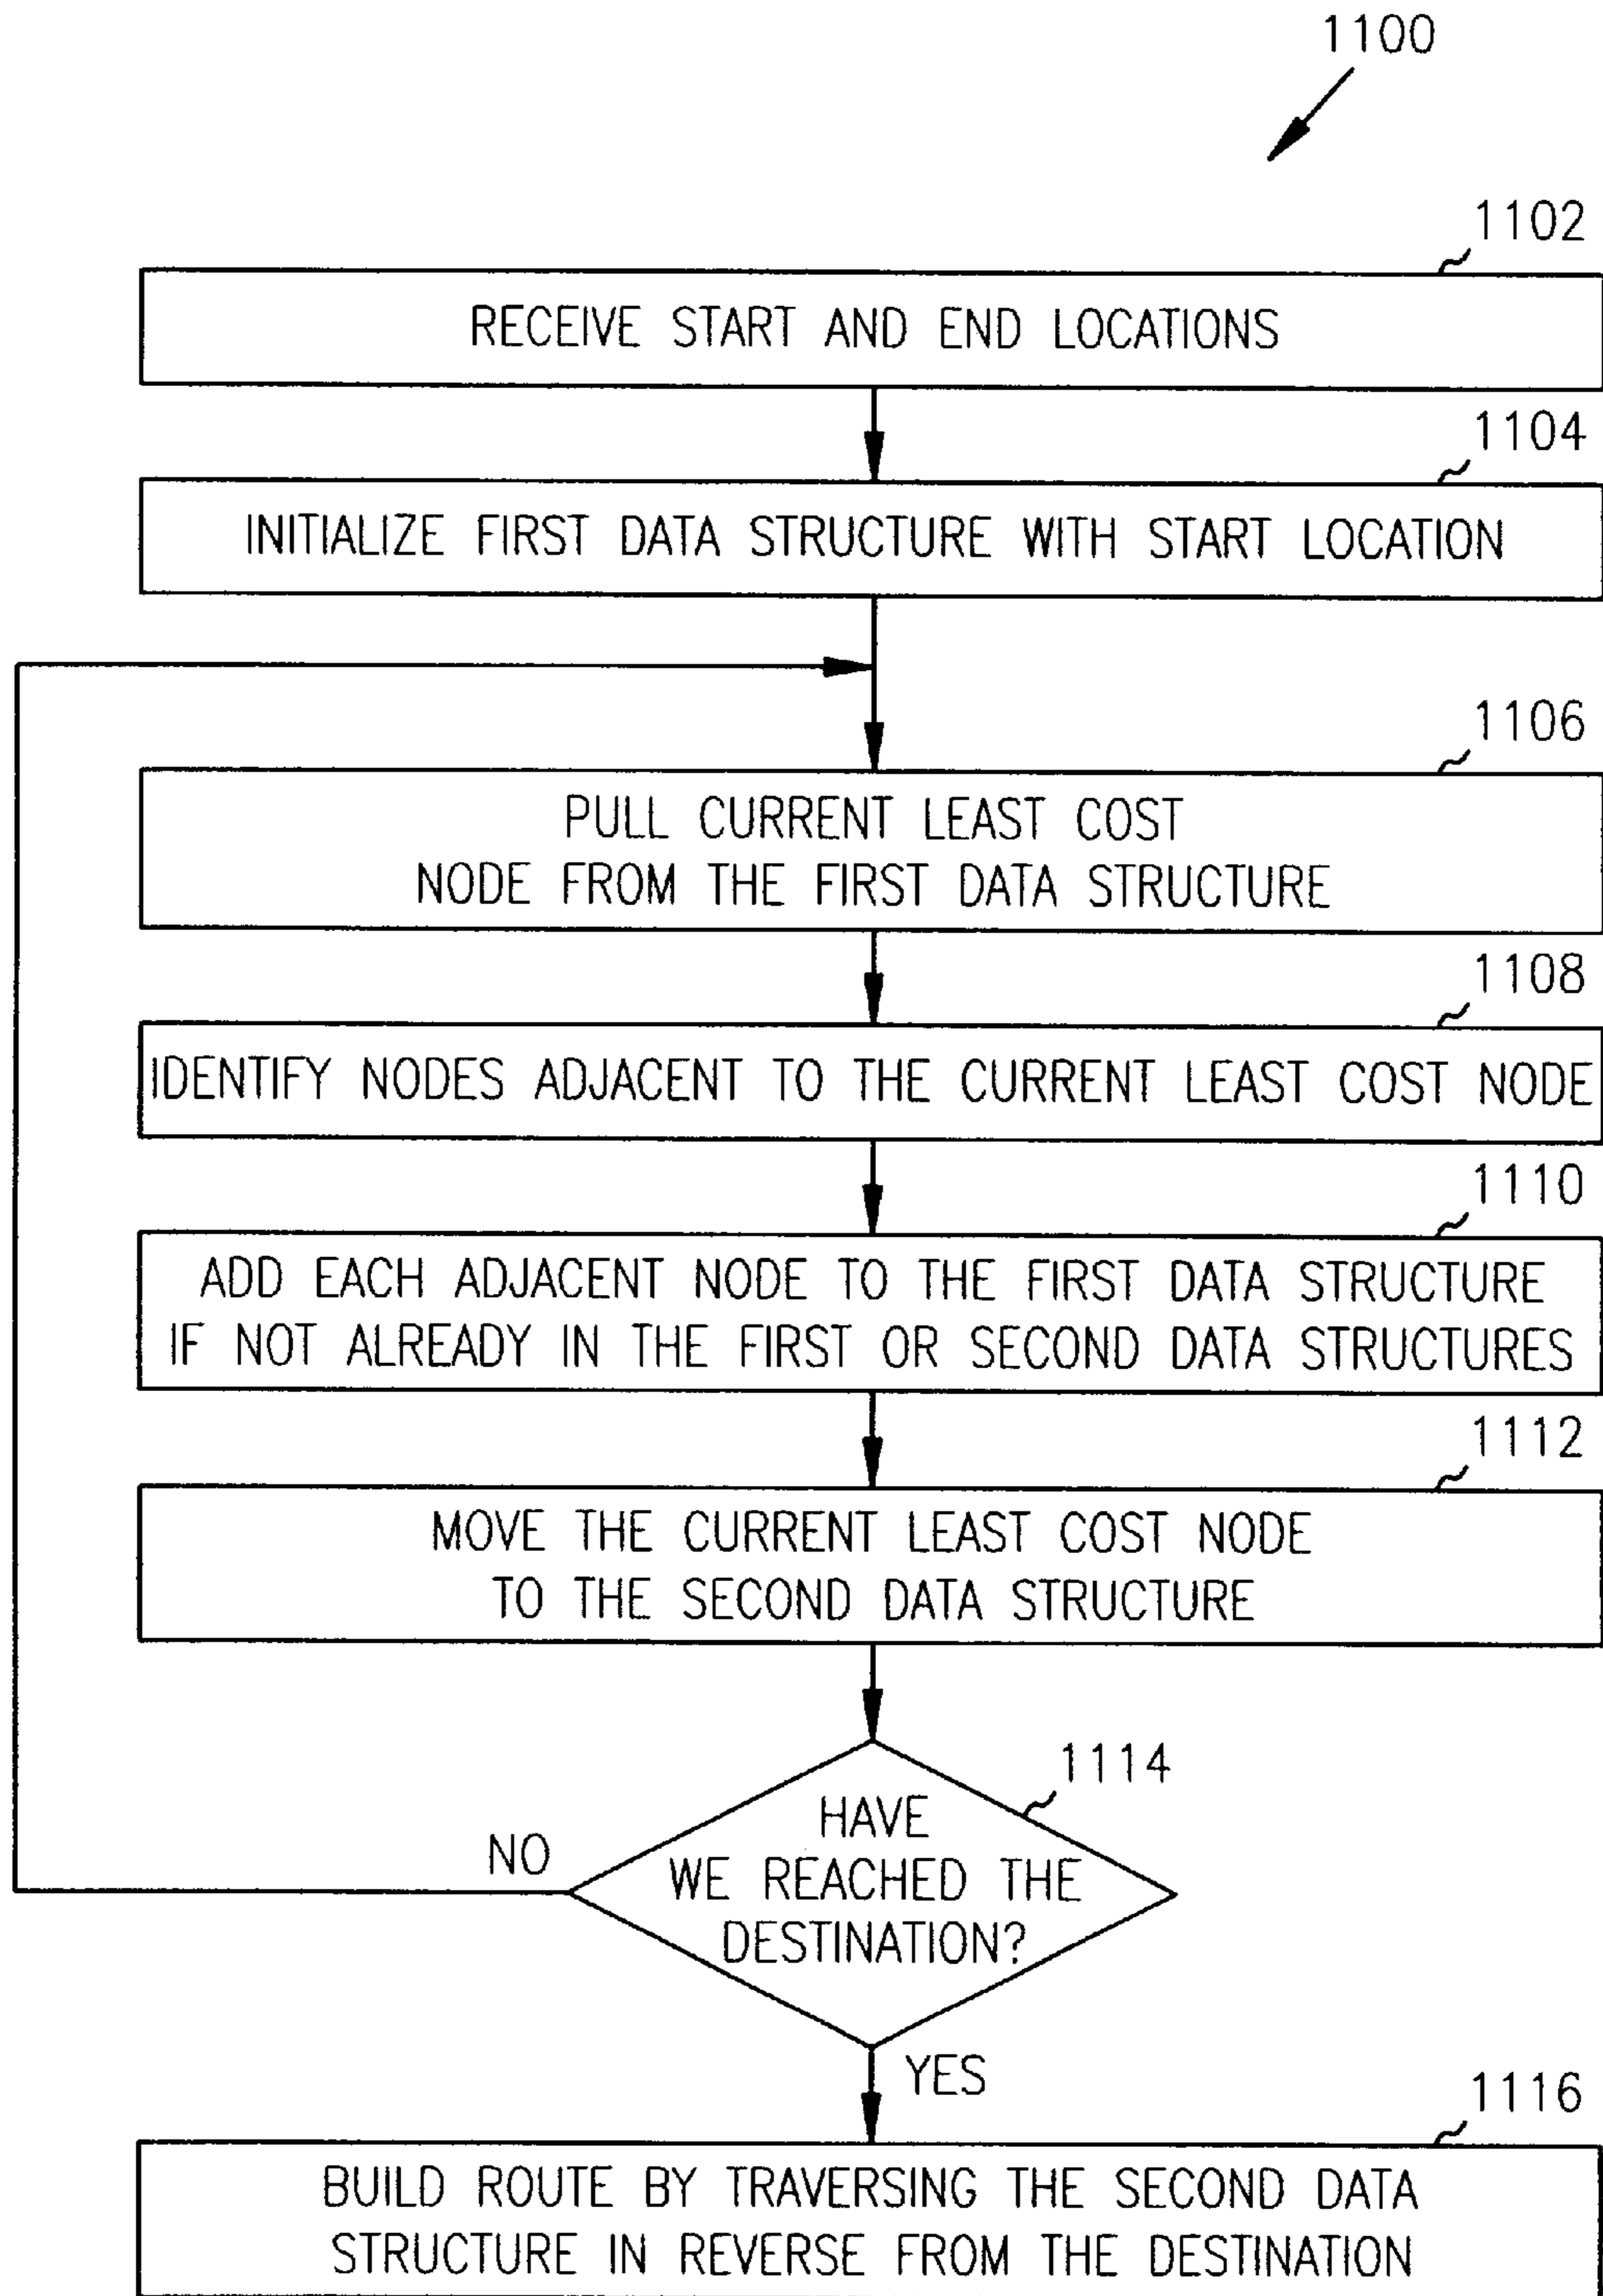 1100
1102
RECEIVE START AND END LOCATIONS
1104
INITIALIZE FIRST DATA STRUCTURE WITH START LOCATION
1106
PULL CURRENT LEAST COST
NODE FROM THE FIRST DATA STRUCTURE
1108
IDENTIFY NODES ADJACENT TO THE CURRENT LEAST COST NODE
1110
ADD EACH ADJACENT NODE TO THE FIRST DATA STRUCTURE
IF NOT ALREADY IN THE FIRST OR SECOND DATA STRUCTURES
1112
MOVE THE CURRENT LEAST COST NODE
TO THE SECOND DATA STRUCTURE
1114
HAVE
WE REACHED THE
DESTINATION?
NO
YES
1116
BUILD ROUTE BY TRAVERSING THE SECOND DATA
STRUCTURE IN REVERSE FROM THE DESTINATION